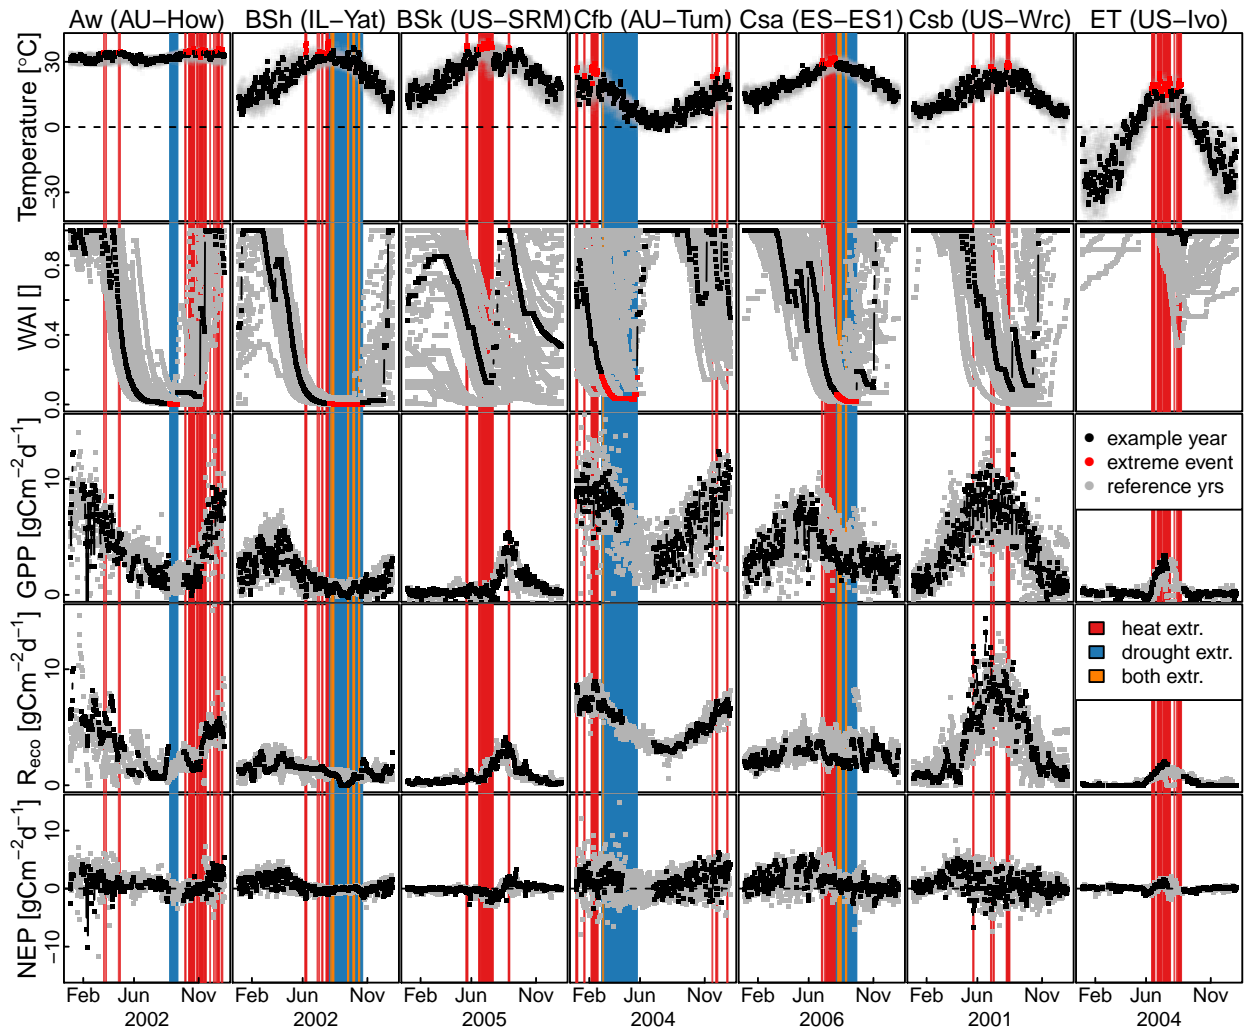 Aw (AU−How) BSh (IL−Yat) BSk (US−SRM) Cfb (AU−Tum) Csa (ES−ES1) Csb (US−Wrc) ET (US−Ivo)
Temperature [°C]
30
0
−30
WAI []
0.8
0.4
0.0
GPP [gCm−2d−1]
10
5
0
example year
extreme event
reference yrs
Reco [gCm−2d−1]
10
5
0
heat extr.
drought extr.
both extr.
NEP [gCm−2d−1]
10
0
−10
Feb Jun Nov Feb Jun Nov Feb Jun Nov Feb Jun Nov Feb Jun Nov Feb Jun Nov Feb Jun Nov
2002 2002 2005 2004 2006 2001 2004